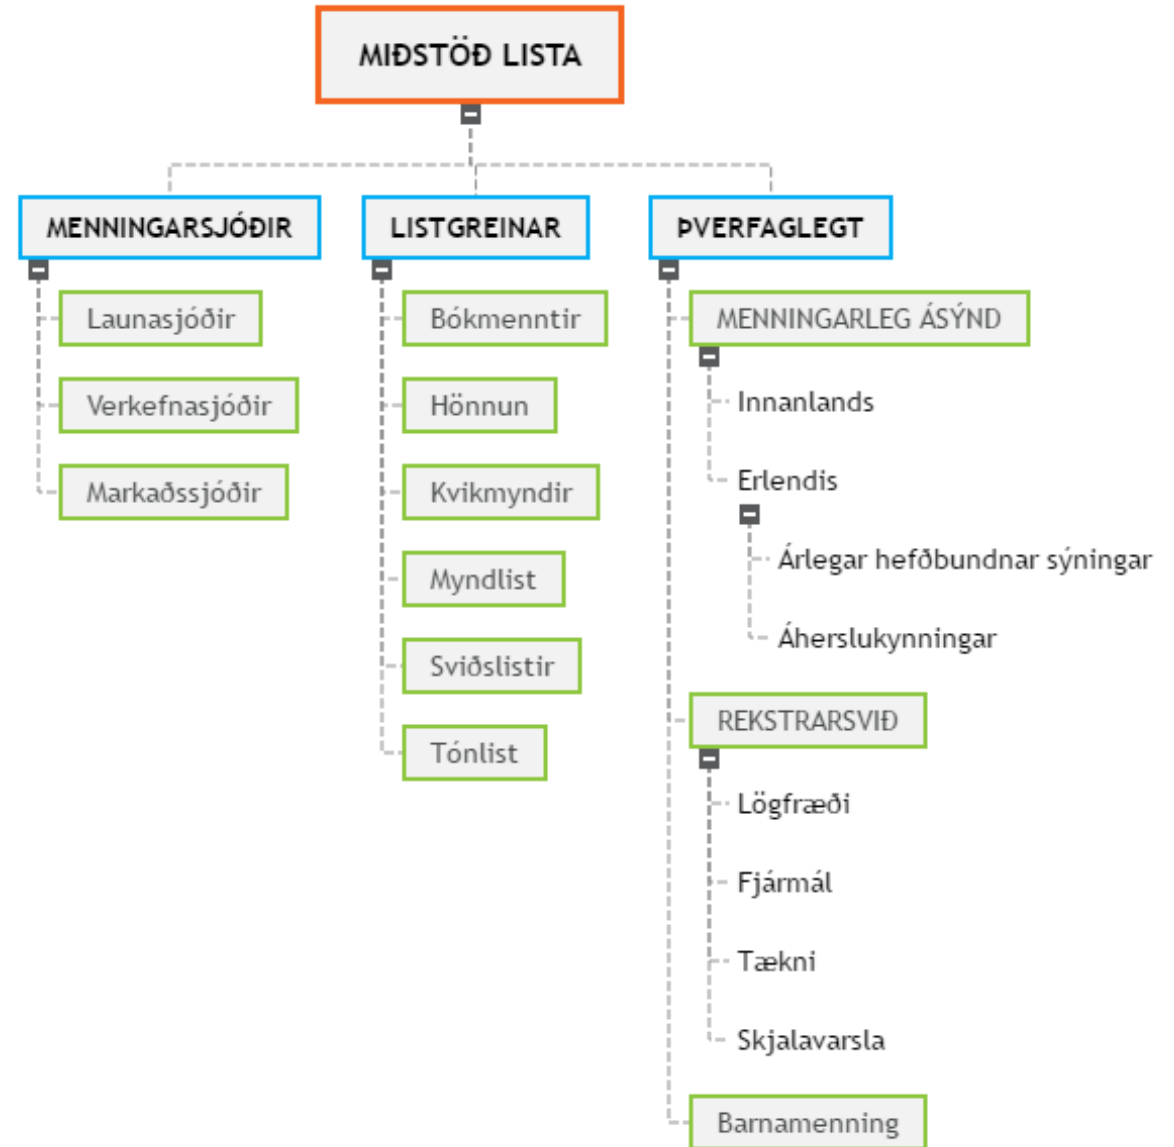 MIÐSTÖÐ LISTA
MENNINGARSJÓÐIR
Launasjóðir
Verkefnasjóðir
Markaðssjóðir
LISTGREINAR
Bókmenntir
Hönnun
Kvikmyndir
Myndlist
Sviðslistir
Tónlist
ÞVERFAGLEGT
MENNINGARLEG ÁSÝND
Innanlands
Erlendis
Árlegar hefðbundnar sýningar
Áherslukynningar
REKSTRARSVIÐ
Lögfræði
Fjármál
Tækni
Skjalavarsla
Barnamenning